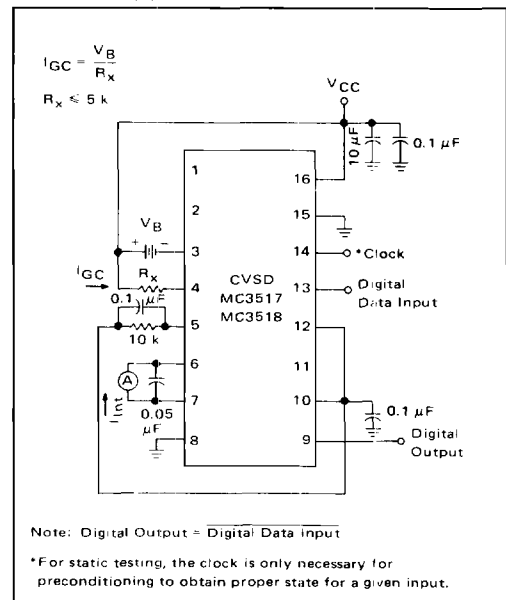 I_GC = V_B / R_x
R_x ⩽ 5 k
V_CC
10 µF
0.1 µF
1
16
2
15
V_B
+
−
3
14
*Clock
I_GC
R_x
4
CVSD
MC3517
MC3518
13
Digital
Data Input
0.1 µF
5
12
10 k
6
11
A
7
10
I_Int
0.05
µF
0.1 µF
8
9
Digital
Output
Note: Digital Output = Digital Data Input
*For static testing, the clock is only necessary for
preconditioning to obtain proper state for a given input.